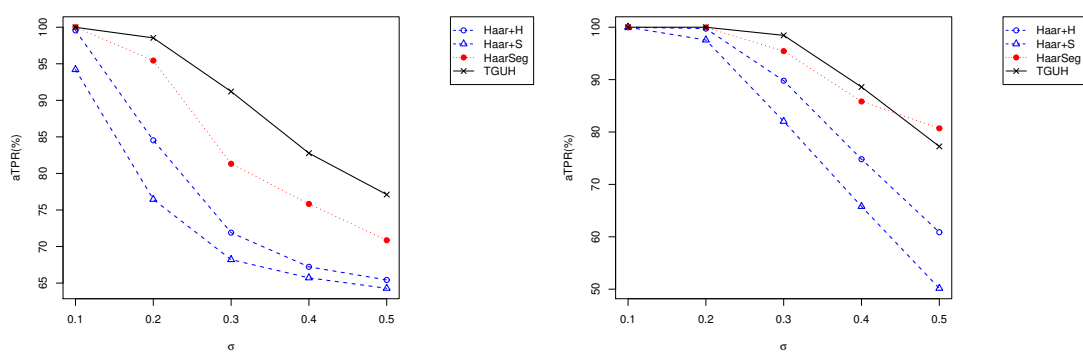 aTPR(%)
100
95
90
85
80
75
70
65
0.1 0.2 0.3 0.4 0.5
σ
Haar+H
Haar+S
HaarSeg
TGUH
aTPR(%)
100
90
80
70
60
50
0.1 0.2 0.3 0.4 0.5
σ
Haar+H
Haar+S
HaarSeg
TGUH